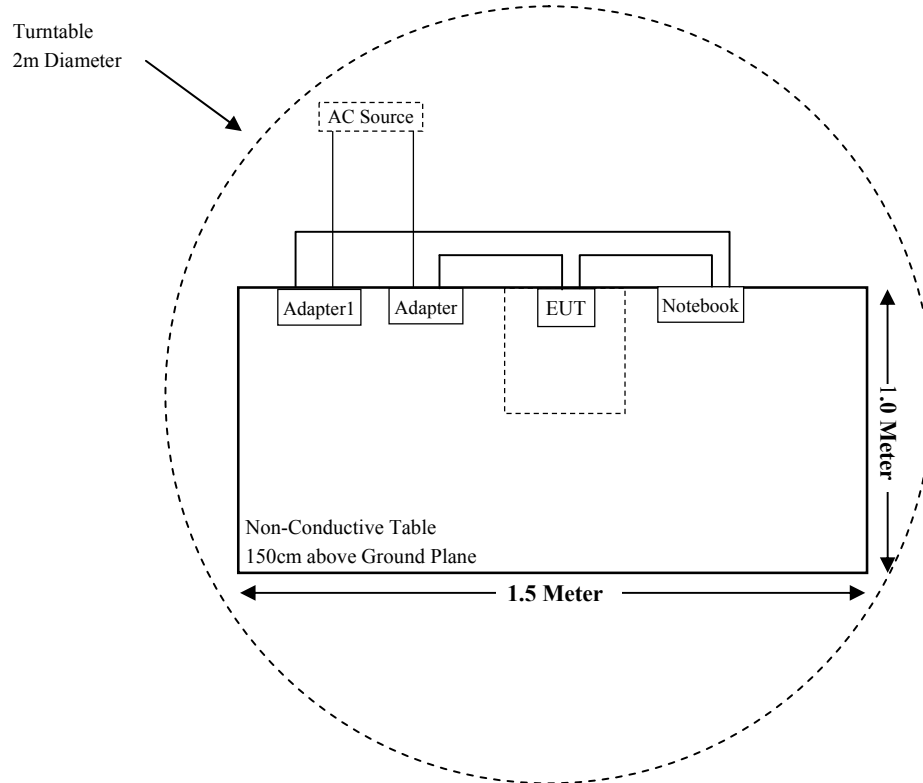 Turntable
2m Diameter
AC Source
Adapter1
Adapter
EUT
Notebook
1.0 Meter
Non-Conductive Table
150cm above Ground Plane
1.5 Meter